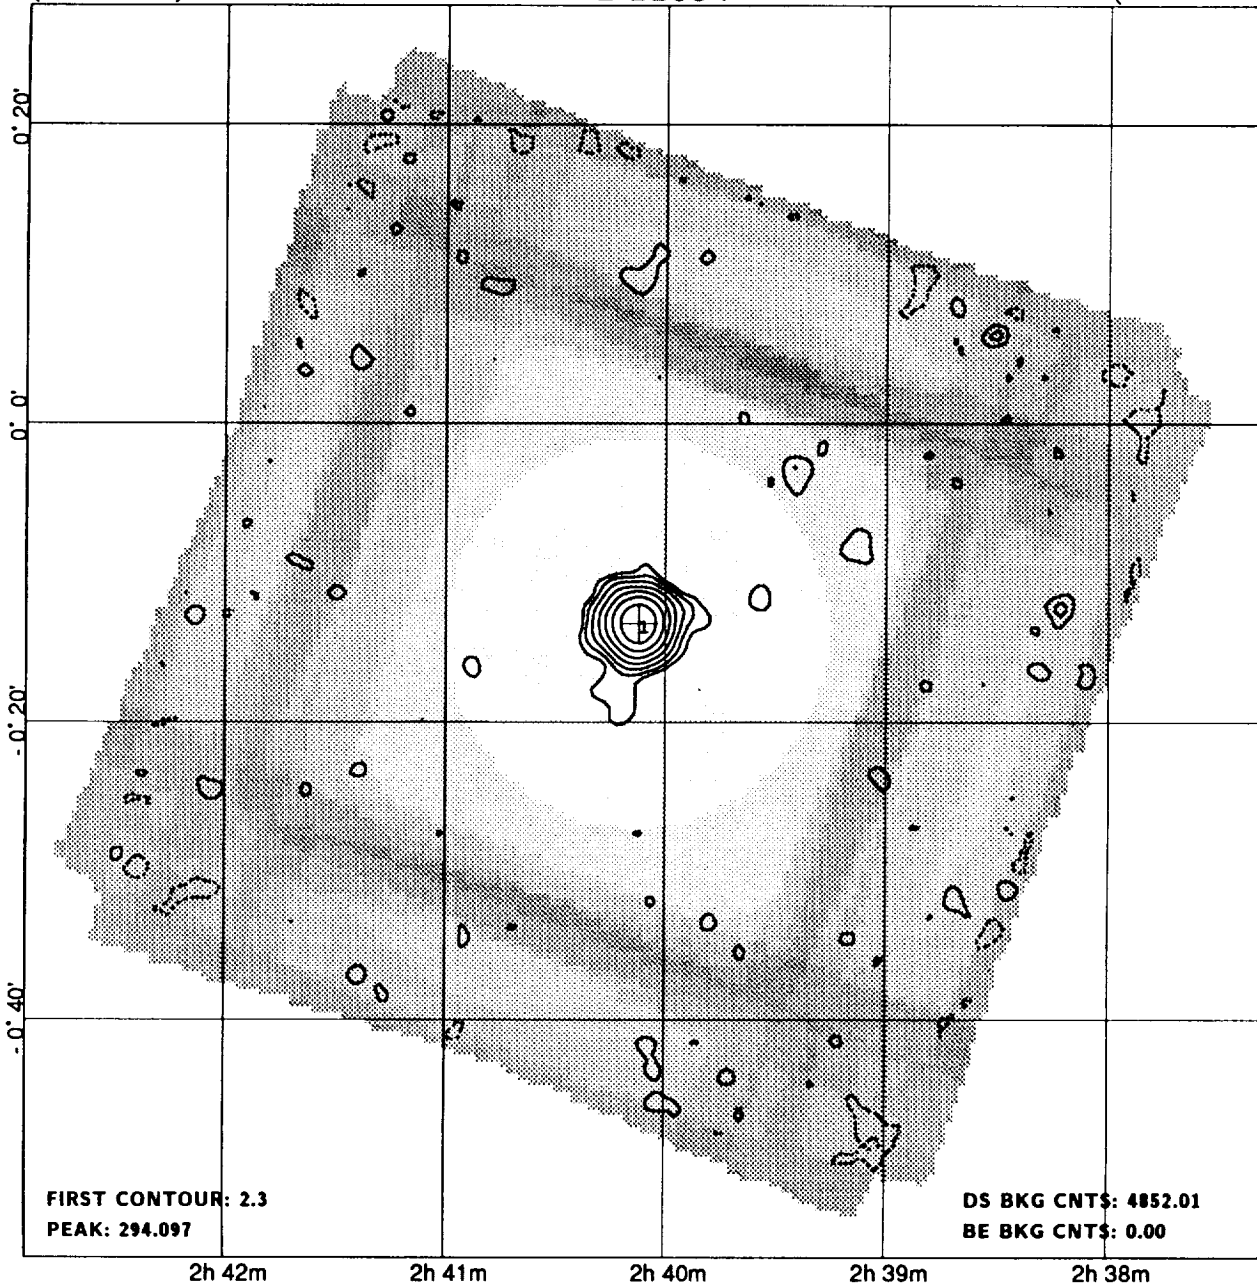 0° 20'
0° 0'
1
- 0° 20'
- 0° 40'
FIRST CONTOUR: 2.3
PEAK: 294.097
DS BKG CNTS: 4852.01
BE BKG CNTS: 0.00
2h 42m
2h 41m
2h 40m
2h 39m
2h 38m